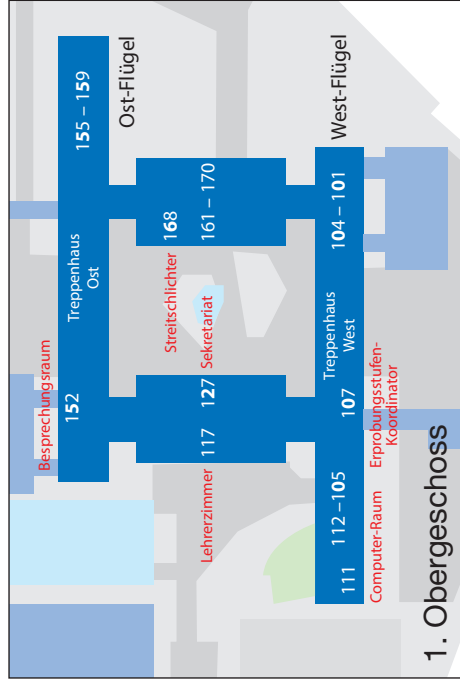 Besprechungsraum
152
Treppenhaus
Ost
155 – 159
Ost-Flügel
Lehrerzimmer
117
127
Sekretariat
Streitschlichter
168
161 – 170
Computer-Raum
111
112 –105
107
Erprobungsstufen-
Koordinator
Treppenhaus
West
104 – 101
West-Flügel
1. Obergeschoss